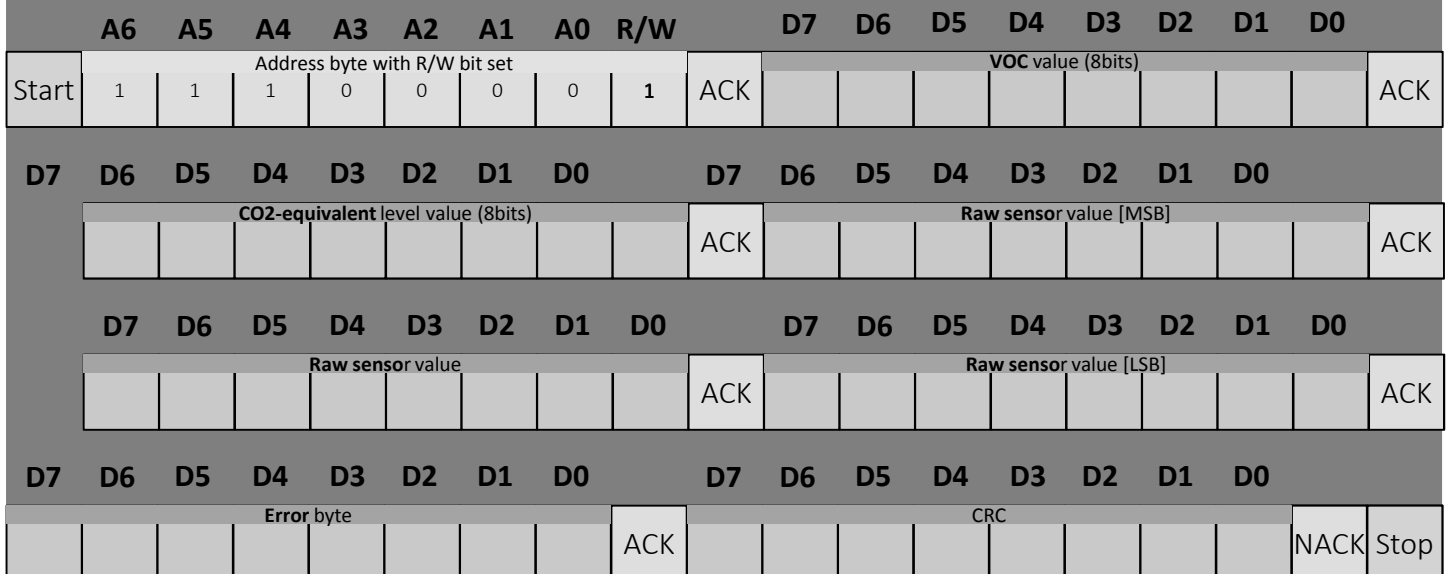 A6 A5 A4 A3 A2 A1 A0 R/W D7 D6 D5 D4 D3 D2 D1 D0
Address byte with R/W bit set VOC value (8bits)
Start 1 1 1 0 0 0 0 1 ACK ACK
D7 D6 D5 D4 D3 D2 D1 D0 D7 D6 D5 D4 D3 D2 D1 D0
CO2-equivalent level value (8bits) Raw sensor value [MSB]
ACK ACK
D7 D6 D5 D4 D3 D2 D1 D0 D7 D6 D5 D4 D3 D2 D1 D0
Raw sensor value Raw sensor value [LSB]
ACK ACK
D7 D6 D5 D4 D3 D2 D1 D0 D7 D6 D5 D4 D3 D2 D1 D0
Error byte CRC
ACK NACK Stop